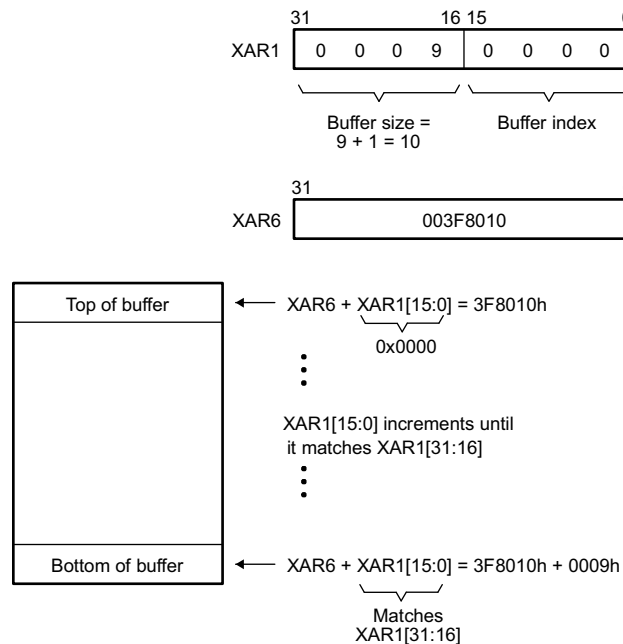 31 16 15
XAR1 0 0 0 9 0 0 0 0
Buffer size =
9 + 1 = 10
Buffer index
31
XAR6 003F8010
Top of buffer XAR6 + XAR1[15:0] = 3F8010h
0x0000
XAR1[15:0] increments until
it matches XAR1[31:16]
Bottom of buffer XAR6 + XAR1[15:0] = 3F8010h + 0009h
Matches
XAR1[31:16]